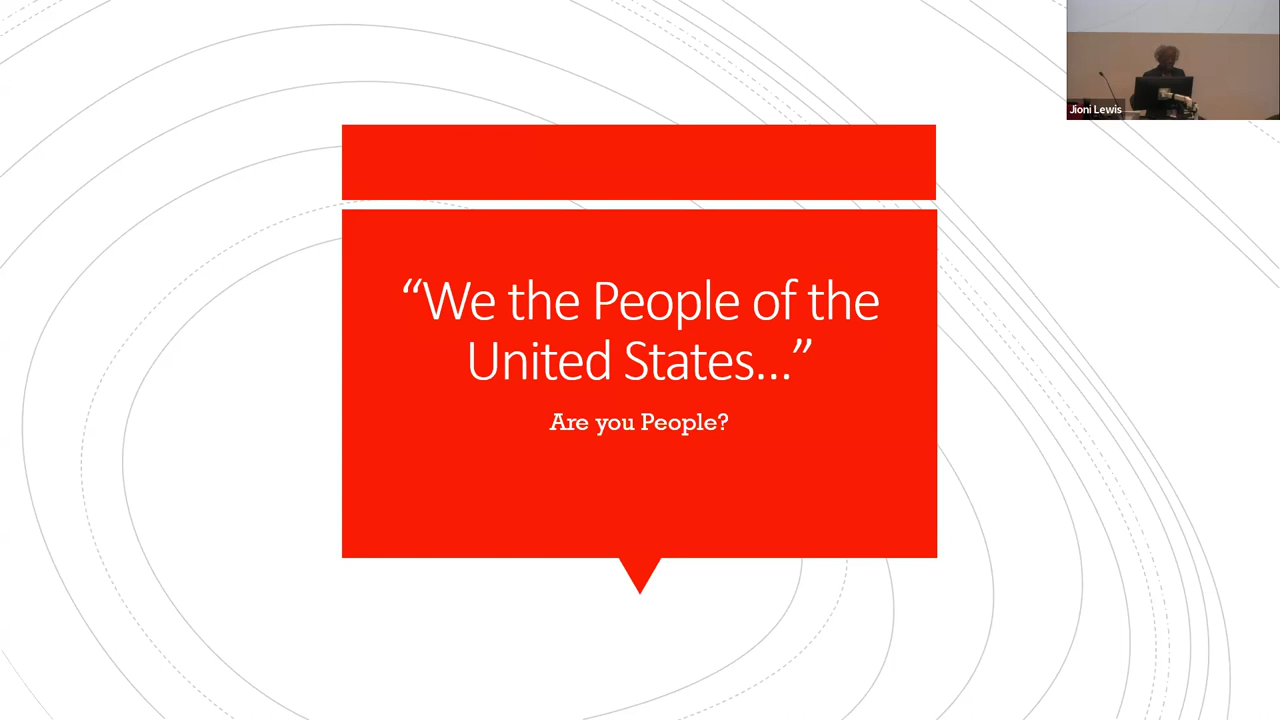 Jioni Lewis
“We the People of the
United States...”
Are you People?